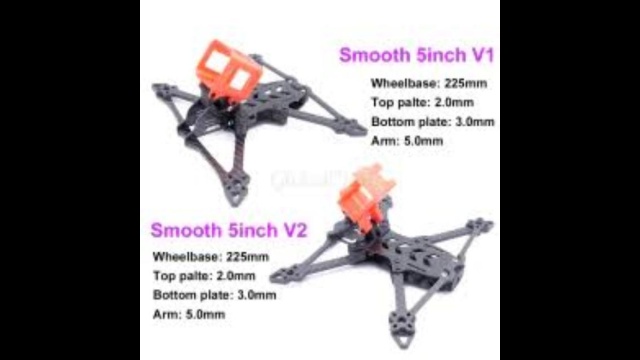 Smooth 5inch V1
Wheelbase: 225mm
Top palte: 2.0mm
Bottom plate: 3.0mm
Arm: 5.0mm
Smooth 5inch V2
Wheelbase: 225mm
Top palte: 2.0mm
Bottom plate: 3.0mm
Arm: 5.0mm